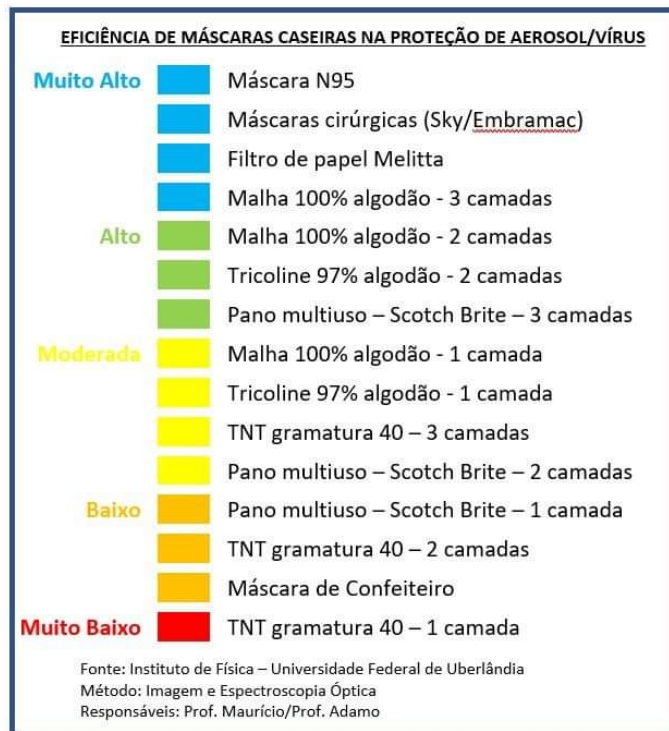 EFICIÊNCIA DE MÁSCARAS CASEIRAS NA PROTEÇÃO DE AEROSOL/VÍRUS
Muito Alto Máscara N95
Máscaras cirúrgicas (Sky/Embramac)
Filtro de papel Melitta
Malha 100% algodão - 3 camadas
Alto Malha 100% algodão - 2 camadas
Tricoline 97% algodão - 2 camadas
Pano multiuso – Scotch Brite – 3 camadas
Moderada Malha 100% algodão - 1 camada
Tricoline 97% algodão - 1 camada
TNT gramatura 40 – 3 camadas
Pano multiuso – Scotch Brite – 2 camadas
Baixo Pano multiuso – Scotch Brite – 1 camada
TNT gramatura 40 – 2 camadas
Máscara de Confeiteiro
Muito Baixo TNT gramatura 40 – 1 camada
Fonte: Instituto de Física – Universidade Federal de Uberlândia
Método: Imagem e Espectroscopia Óptica
Responsáveis: Prof. Maurício/Prof. Adamo